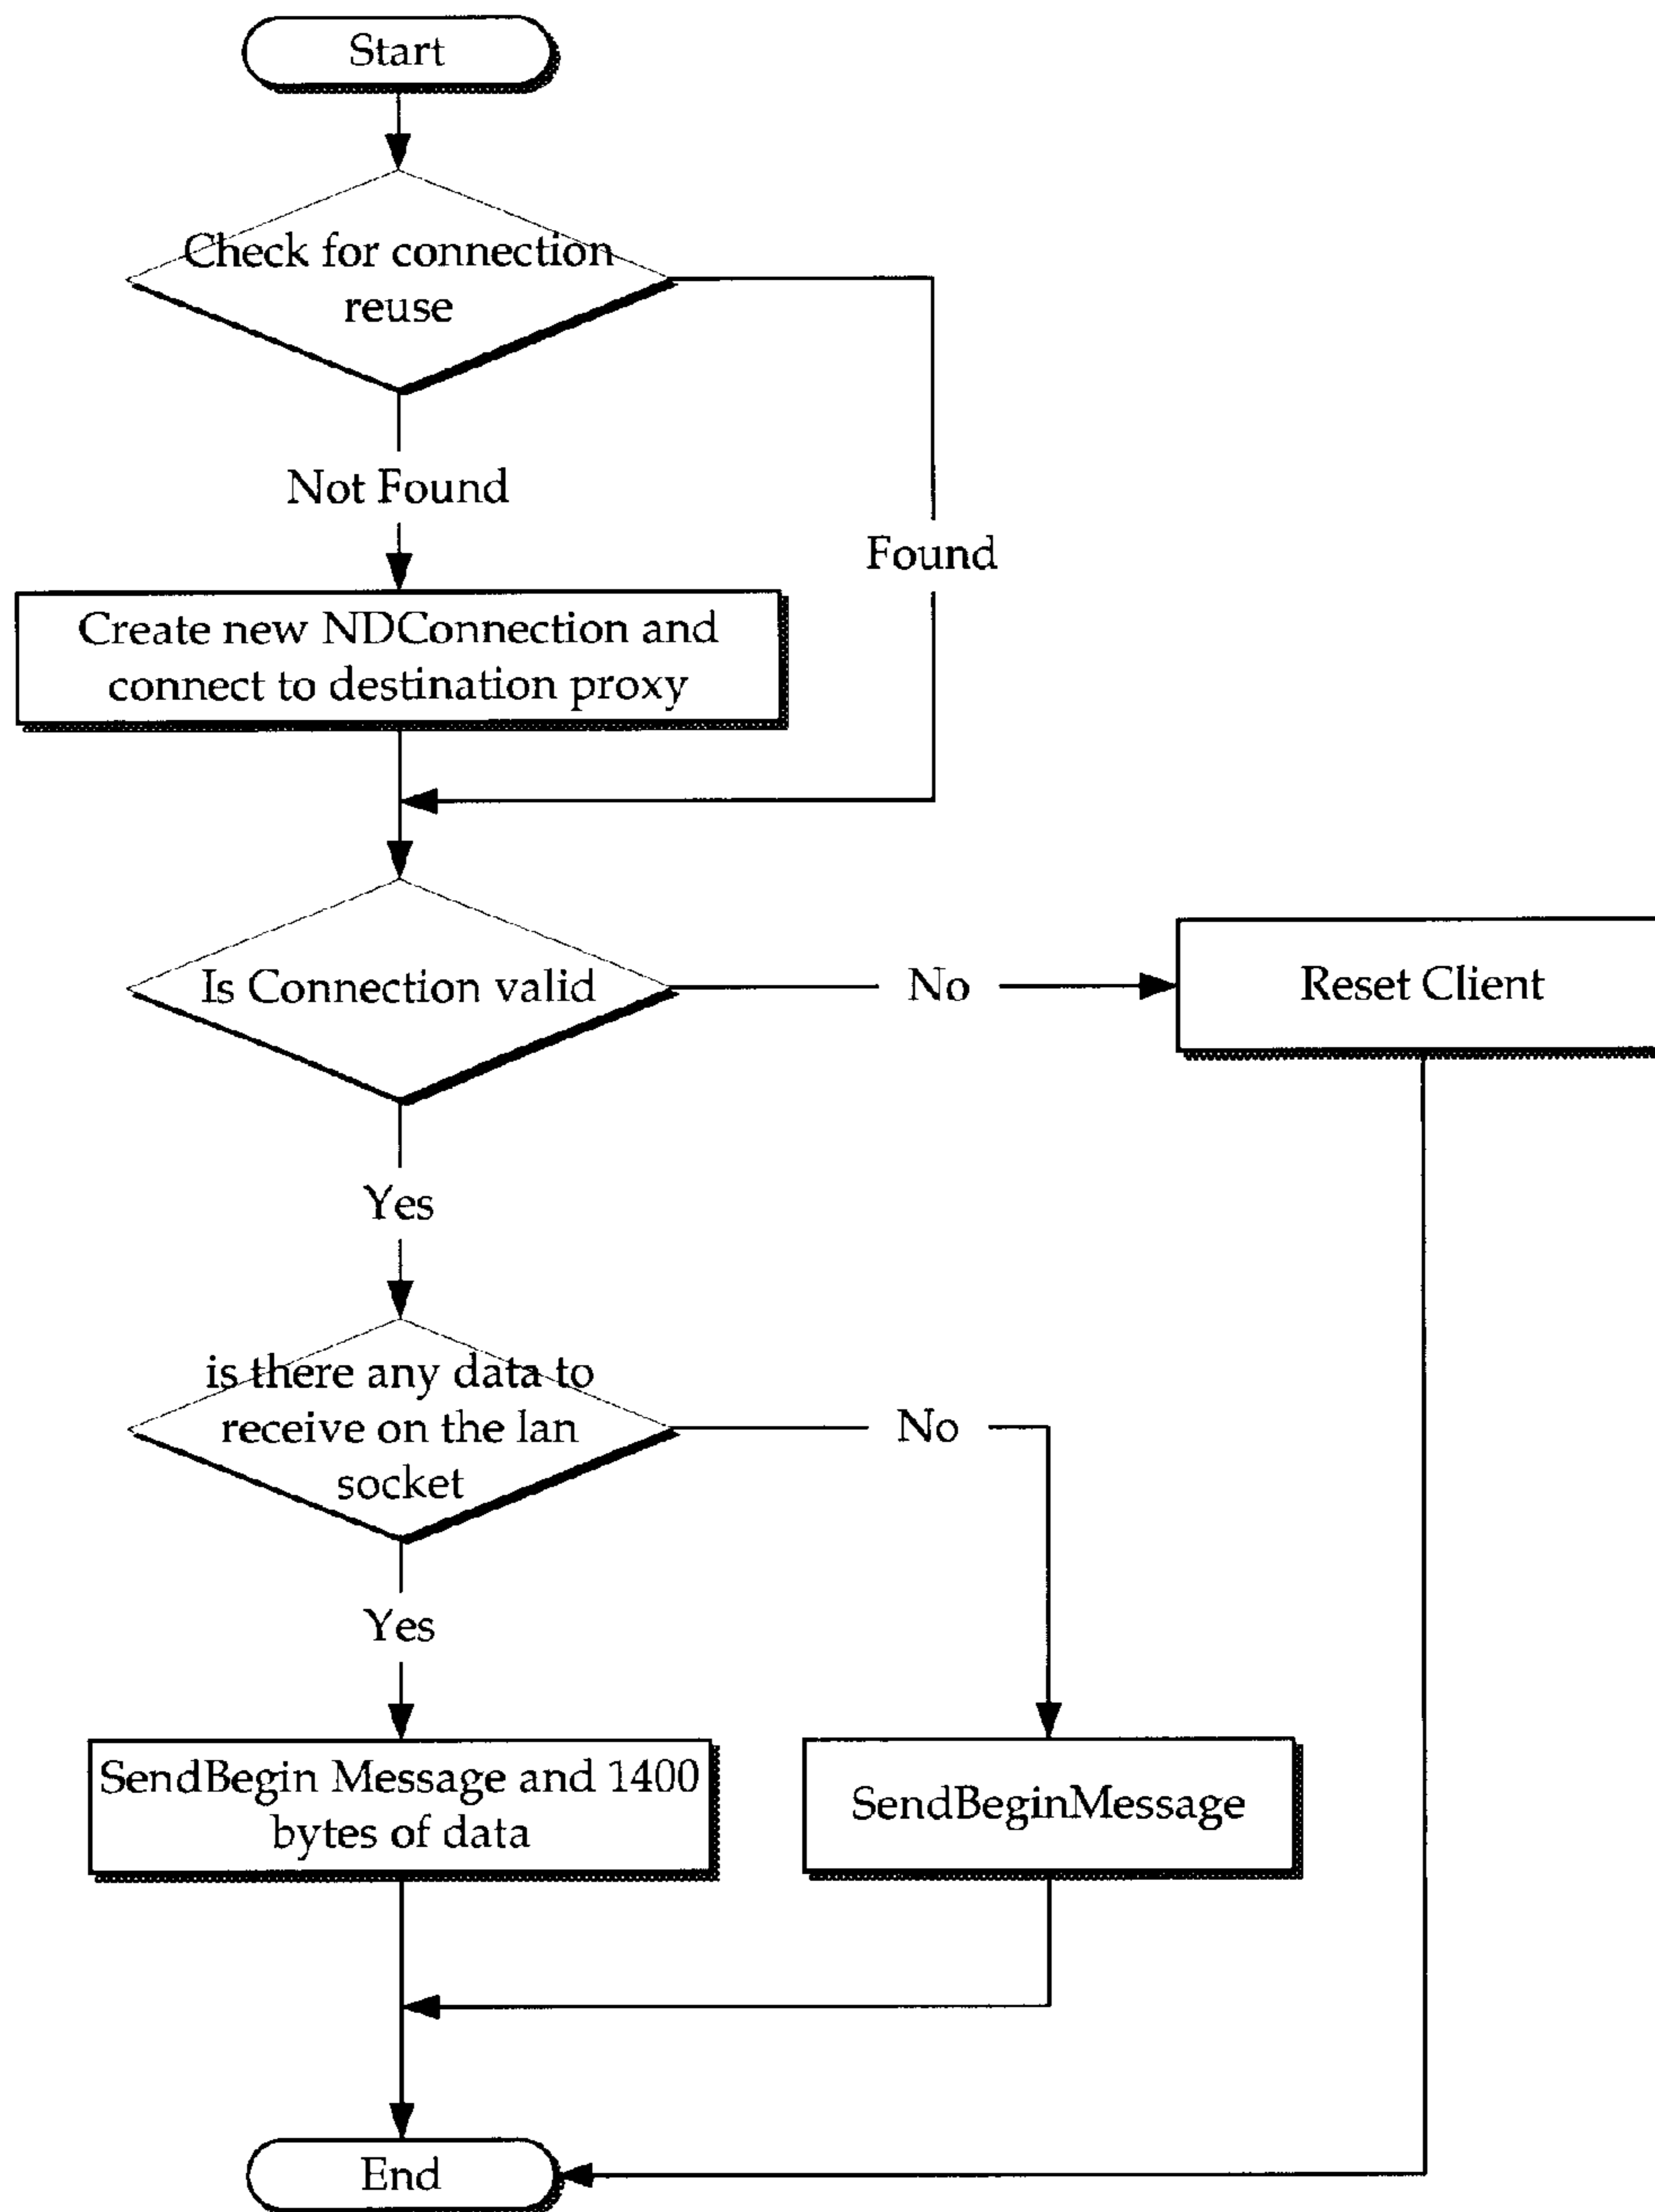 Start
Check for connection
reuse
Not Found
Found
Create new NDConnection and
connect to destination proxy
Is Connection valid
No
Reset Client
Yes
is there any data to
receive on the lan
socket
No
Yes
SendBegin Message and 1400
bytes of data
SendBeginMessage
End